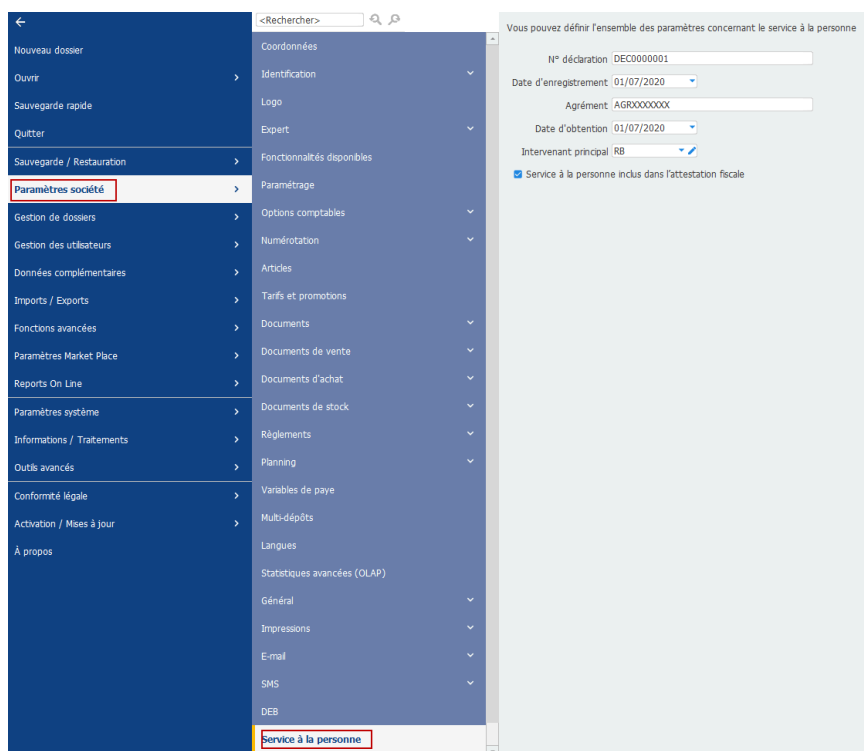 Nouveau dossier
Ouvrir
Sauvegarde rapide
Quitter
Sauvegarde / Restauration
Paramètres société
Gestion de dossiers
Gestion des utilisateurs
Données complémentaires
Imports / Exports
Fonctions avancées
Paramètres Market Place
Reports On Line
Paramètres système
Informations / Traitements
Outils avancés
Conformité légale
Activation / Mises à jour
À propos
<Rechercher>
Coordonnées
Identification
Logo
Expert
Fonctionnalités disponibles
Paramétrage
Options comptables
Numérotation
Articles
Tarifs et promotions
Documents
Documents de vente
Documents d'achat
Documents de stock
Règlements
Planning
Variables de paye
Multi-dépôts
Langues
Statistiques avancées (OLAP)
Général
Impressions
E-mail
SMS
DEB
Service à la personne
Vous pouvez définir l'ensemble des paramètres concernant le service à la personne
N° déclaration DEC0000001
Date d'enregistrement 01/07/2020
Agrément AGRXXXXXXX
Date d'obtention 01/07/2020
Intervenant principal RB
Service à la personne inclus dans l'attestation fiscale